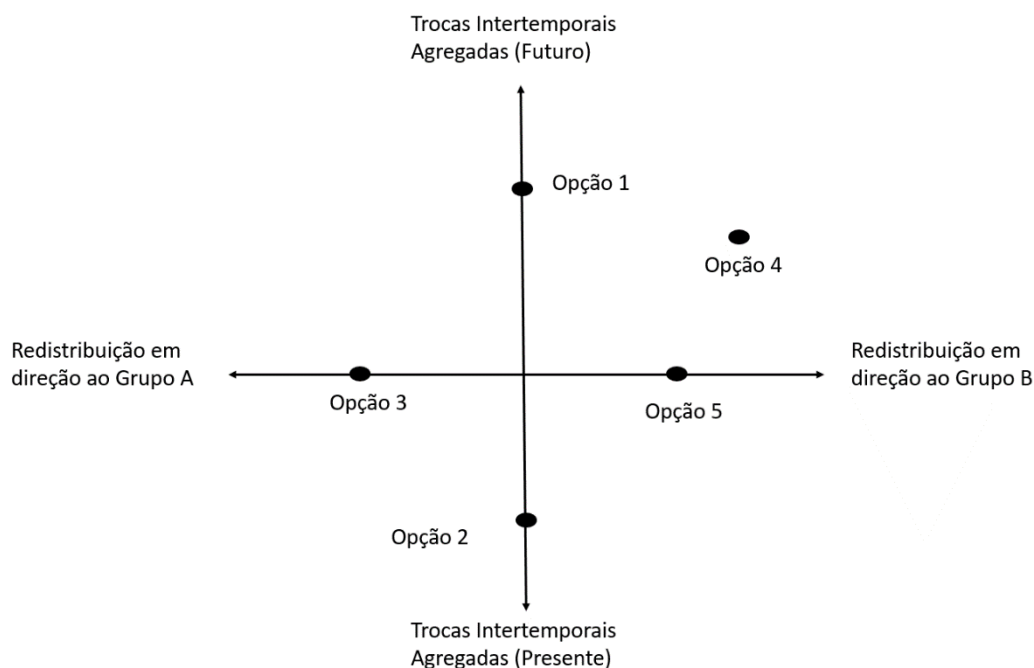 Trocas Intertemporais
Agregadas (Futuro)
Opção 1
Opção 4
Redistribuição em
direção ao Grupo A
Redistribuição em
direção ao Grupo B
Opção 3
Opção 5
Opção 2
Trocas Intertemporais
Agregadas (Presente)